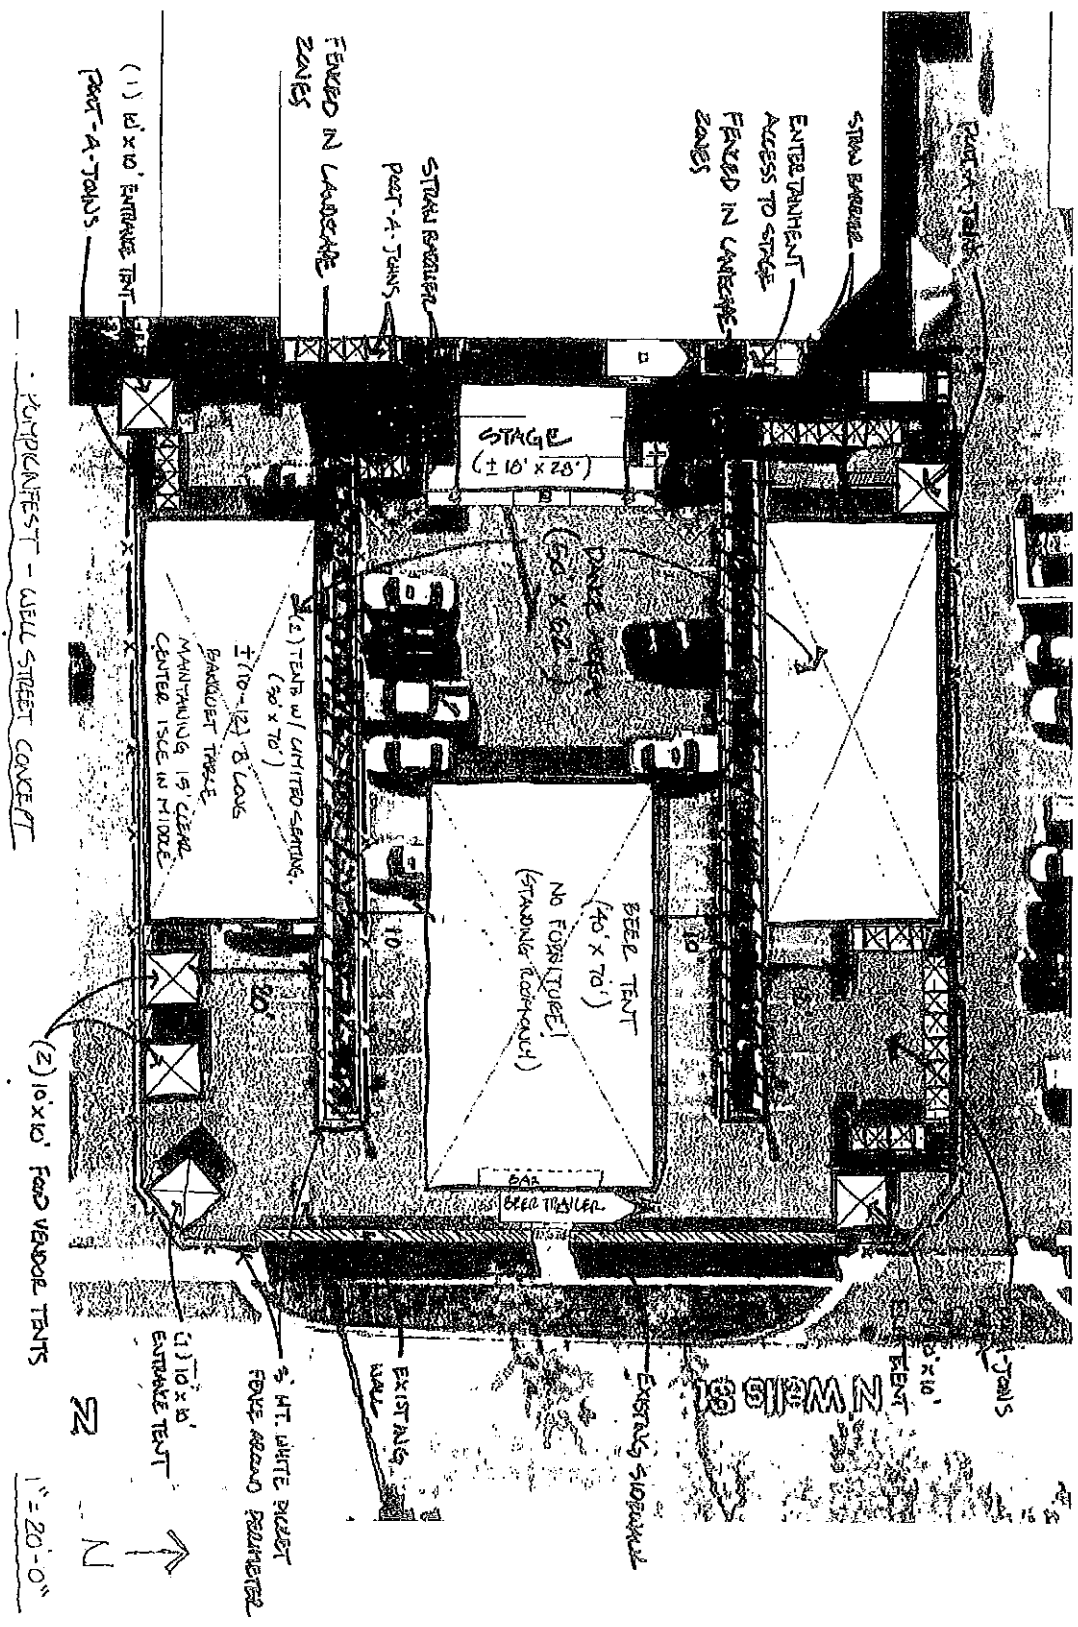 PORT-A-JOHNS
STRAW BARRIER
ENTERTAINMENT
ACCESS TO STAGE
FENCED IN LANDSCAPE
ZONES
STRAW BARRIER
PORT-A-JOHNS
FENCED IN LANDSCAPE
ZONES
(1) 10'x10' ENTRANCE TENT
PORT-A-JOHNS
STAGE
(± 18' x 28')
DANCE AREA
(50' x 62')
(2) TENTS W/ LIMITED SEATING.
(30' x 70')
±(10-12) 8' LONG
BANQUET TABLE
MAINTAINING 15' CLEAR
CENTER ISLE IN MIDDLE
BEER TENT
(40' x 70')
NO FURNITURE!
(STANDING ROOM ONLY)
10'
10'
20'
BAR
BEER TRAILER
(2) 10'x10' FOOD VENDOR TENTS
(1) 10'x10'
ENTRANCE TENT
5' HT. WHITE PICKET
FENCE AROUND PERIMETER
EXISTING
WALL
EXISTING SIDEWALK
N Wells St
-JOHNS
10'x10'
- PUMPKINFEST - WELL STREET CONCEPT
Z
N
1" = 20'-0"